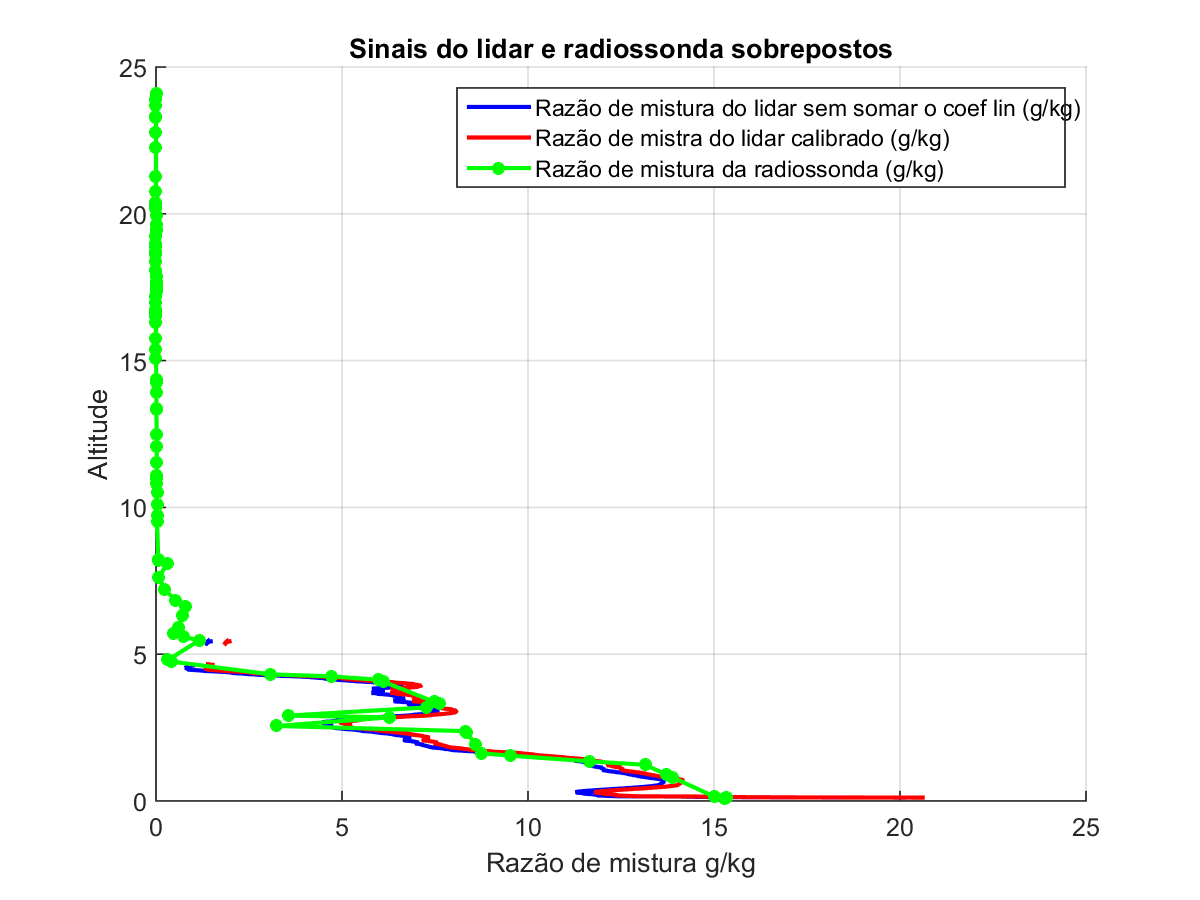 Sinais do lidar e radiossonda sobrepostos
25
20
15
10
5
0
Altitude
Razão de mistura do lidar sem somar o coef lin (g/kg)
Razão de mistra do lidar calibrado (g/kg)
Razão de mistura da radiossonda (g/kg)
0 5 10 15 20 25
Razão de mistura g/kg